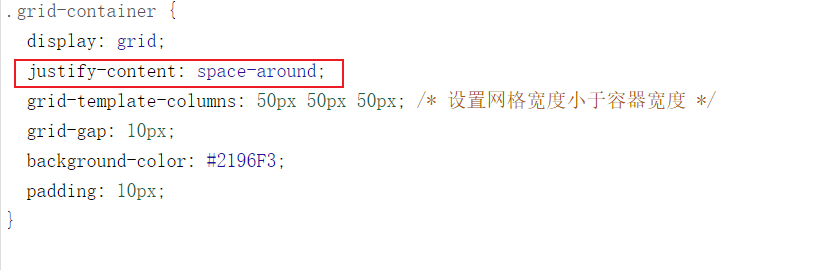 .grid-container {
  display: grid;
  justify-content: space-around;
  grid-template-columns: 50px 50px 50px; /* 设置网格宽度小于容器宽度 */
  grid-gap: 10px;
  background-color: #2196F3;
  padding: 10px;
}